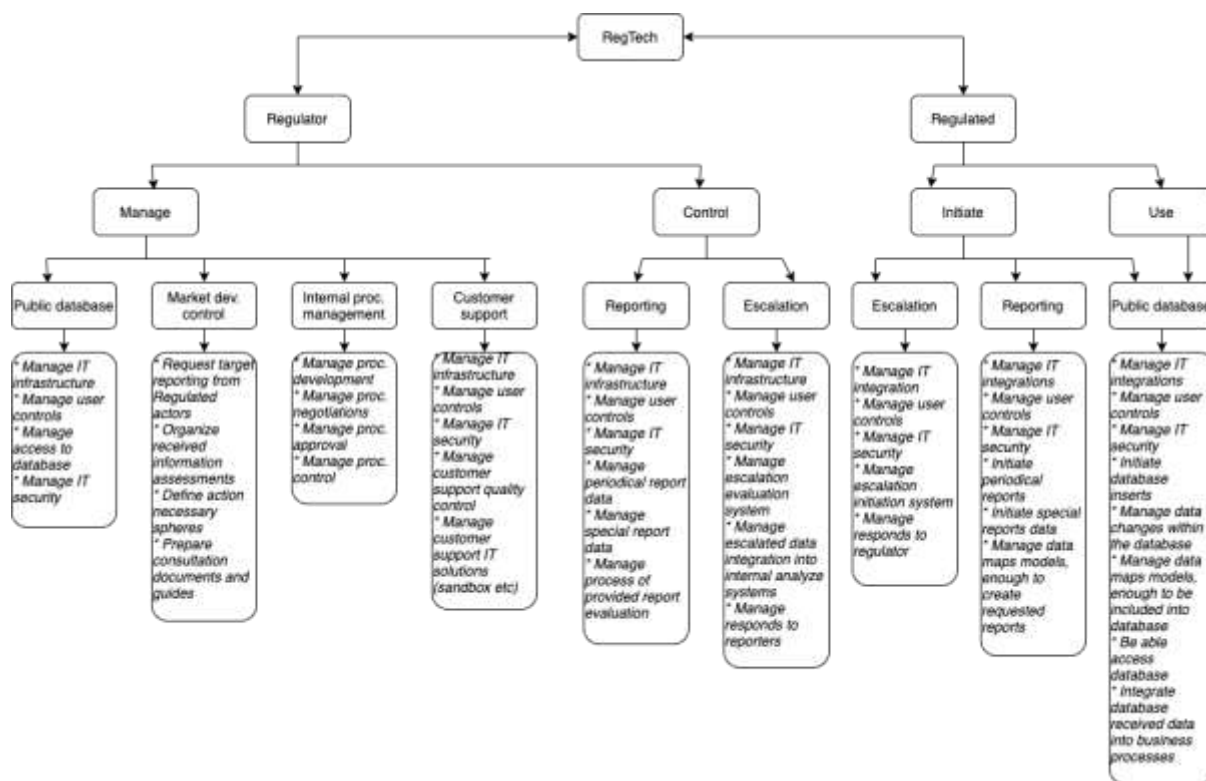 RegTech
Regulator
Regulated
Manage
Control
Initiate
Use
Public database
Market dev.
control
Internal proc.
management
Customer
support
Reporting
Escalation
Escalation
Reporting
Public database
* Manage IT
infrastructure
* Manage user
controls
* Manage
access to
database
* Manage IT
security
* Request target
reporting from
Regulated
actors
* Organize
received
information
assessments
* Define action
necessary
spheres
* Prepare
consultation
documents and
guides
* Manage proc.
development
* Manage proc.
negotiations
* Manage proc.
approval
* Manage proc.
control
* Manage IT
infrastructure
* Manage user
controls
* Manage IT
security
* Manage
customer
support quality
control
* Manage
customer
support IT
solutions
(sandbox etc)
* Manage IT
infrastructure
* Manage user
controls
* Manage IT
security
* Manage
periodical report
data
* Manage
special report
data
* Manage
process of
provided report
evaluation
* Manage IT
infrastructure
* Manage user
controls
* Manage IT
security
* Manage
escalation
evaluation
system
* Manage
escalated data
integration into
internal analyze
systems
* Manage
responds to
reporters
* Manage IT
integration
* Manage user
controls
* Manage IT
security
* Manage
escalation
initiation system
* Manage
responds to
regulator
* Manage IT
integrations
* Manage user
controls
* Manage IT
security
* Initiate
periodical
reports
* Initiate special
reports data
* Manage data
maps models,
enough to
create
requested
reports
* Manage IT
integrations
* Manage user
controls
* Manage IT
security
* Initiate
database
inserts
* Manage data
changes within
the database
* Manage data
maps models,
enough to be
included into
database
* Be able
access
database
* Integrate
database
received data
into business
processes